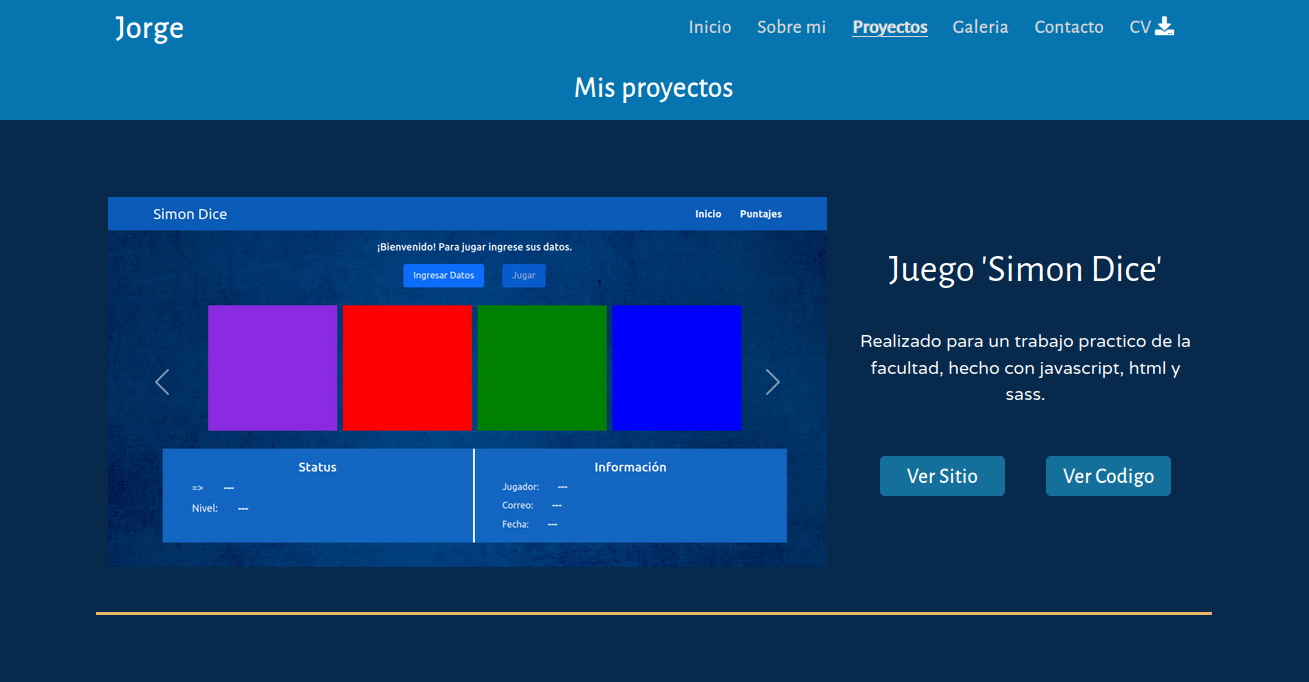 Jorge
Inicio Sobre mi Proyectos Galeria Contacto CV
Mis proyectos
Simon Dice
Inicio Puntajes
¡Bienvenido! Para jugar ingrese sus datos.
Ingresar Datos Jugar
Status
=> ---
Nivel: ---
Información
Jugador: ---
Correo: ---
Fecha: ---
Juego 'Simon Dice'
Realizado para un trabajo practico de la
facultad, hecho con javascript, html y
sass.
Ver Sitio Ver Codigo